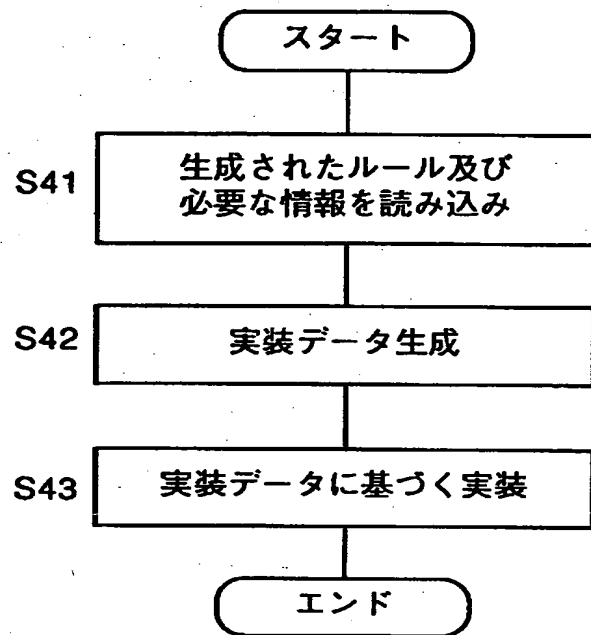 スタート
S41
生成されたルール及び
必要な情報を読み込み
S42
実装データ生成
S43
実装データに基づく実装
エンド